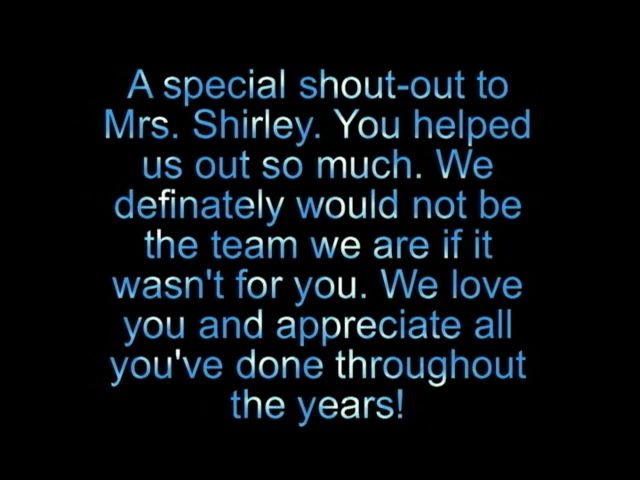 A special shout-out to
Mrs. Shirley. You helped
us out so much. We
definately would not be
the team we are if it
wasn't for you. We love
you and appreciate all
you've done throughout
the years!